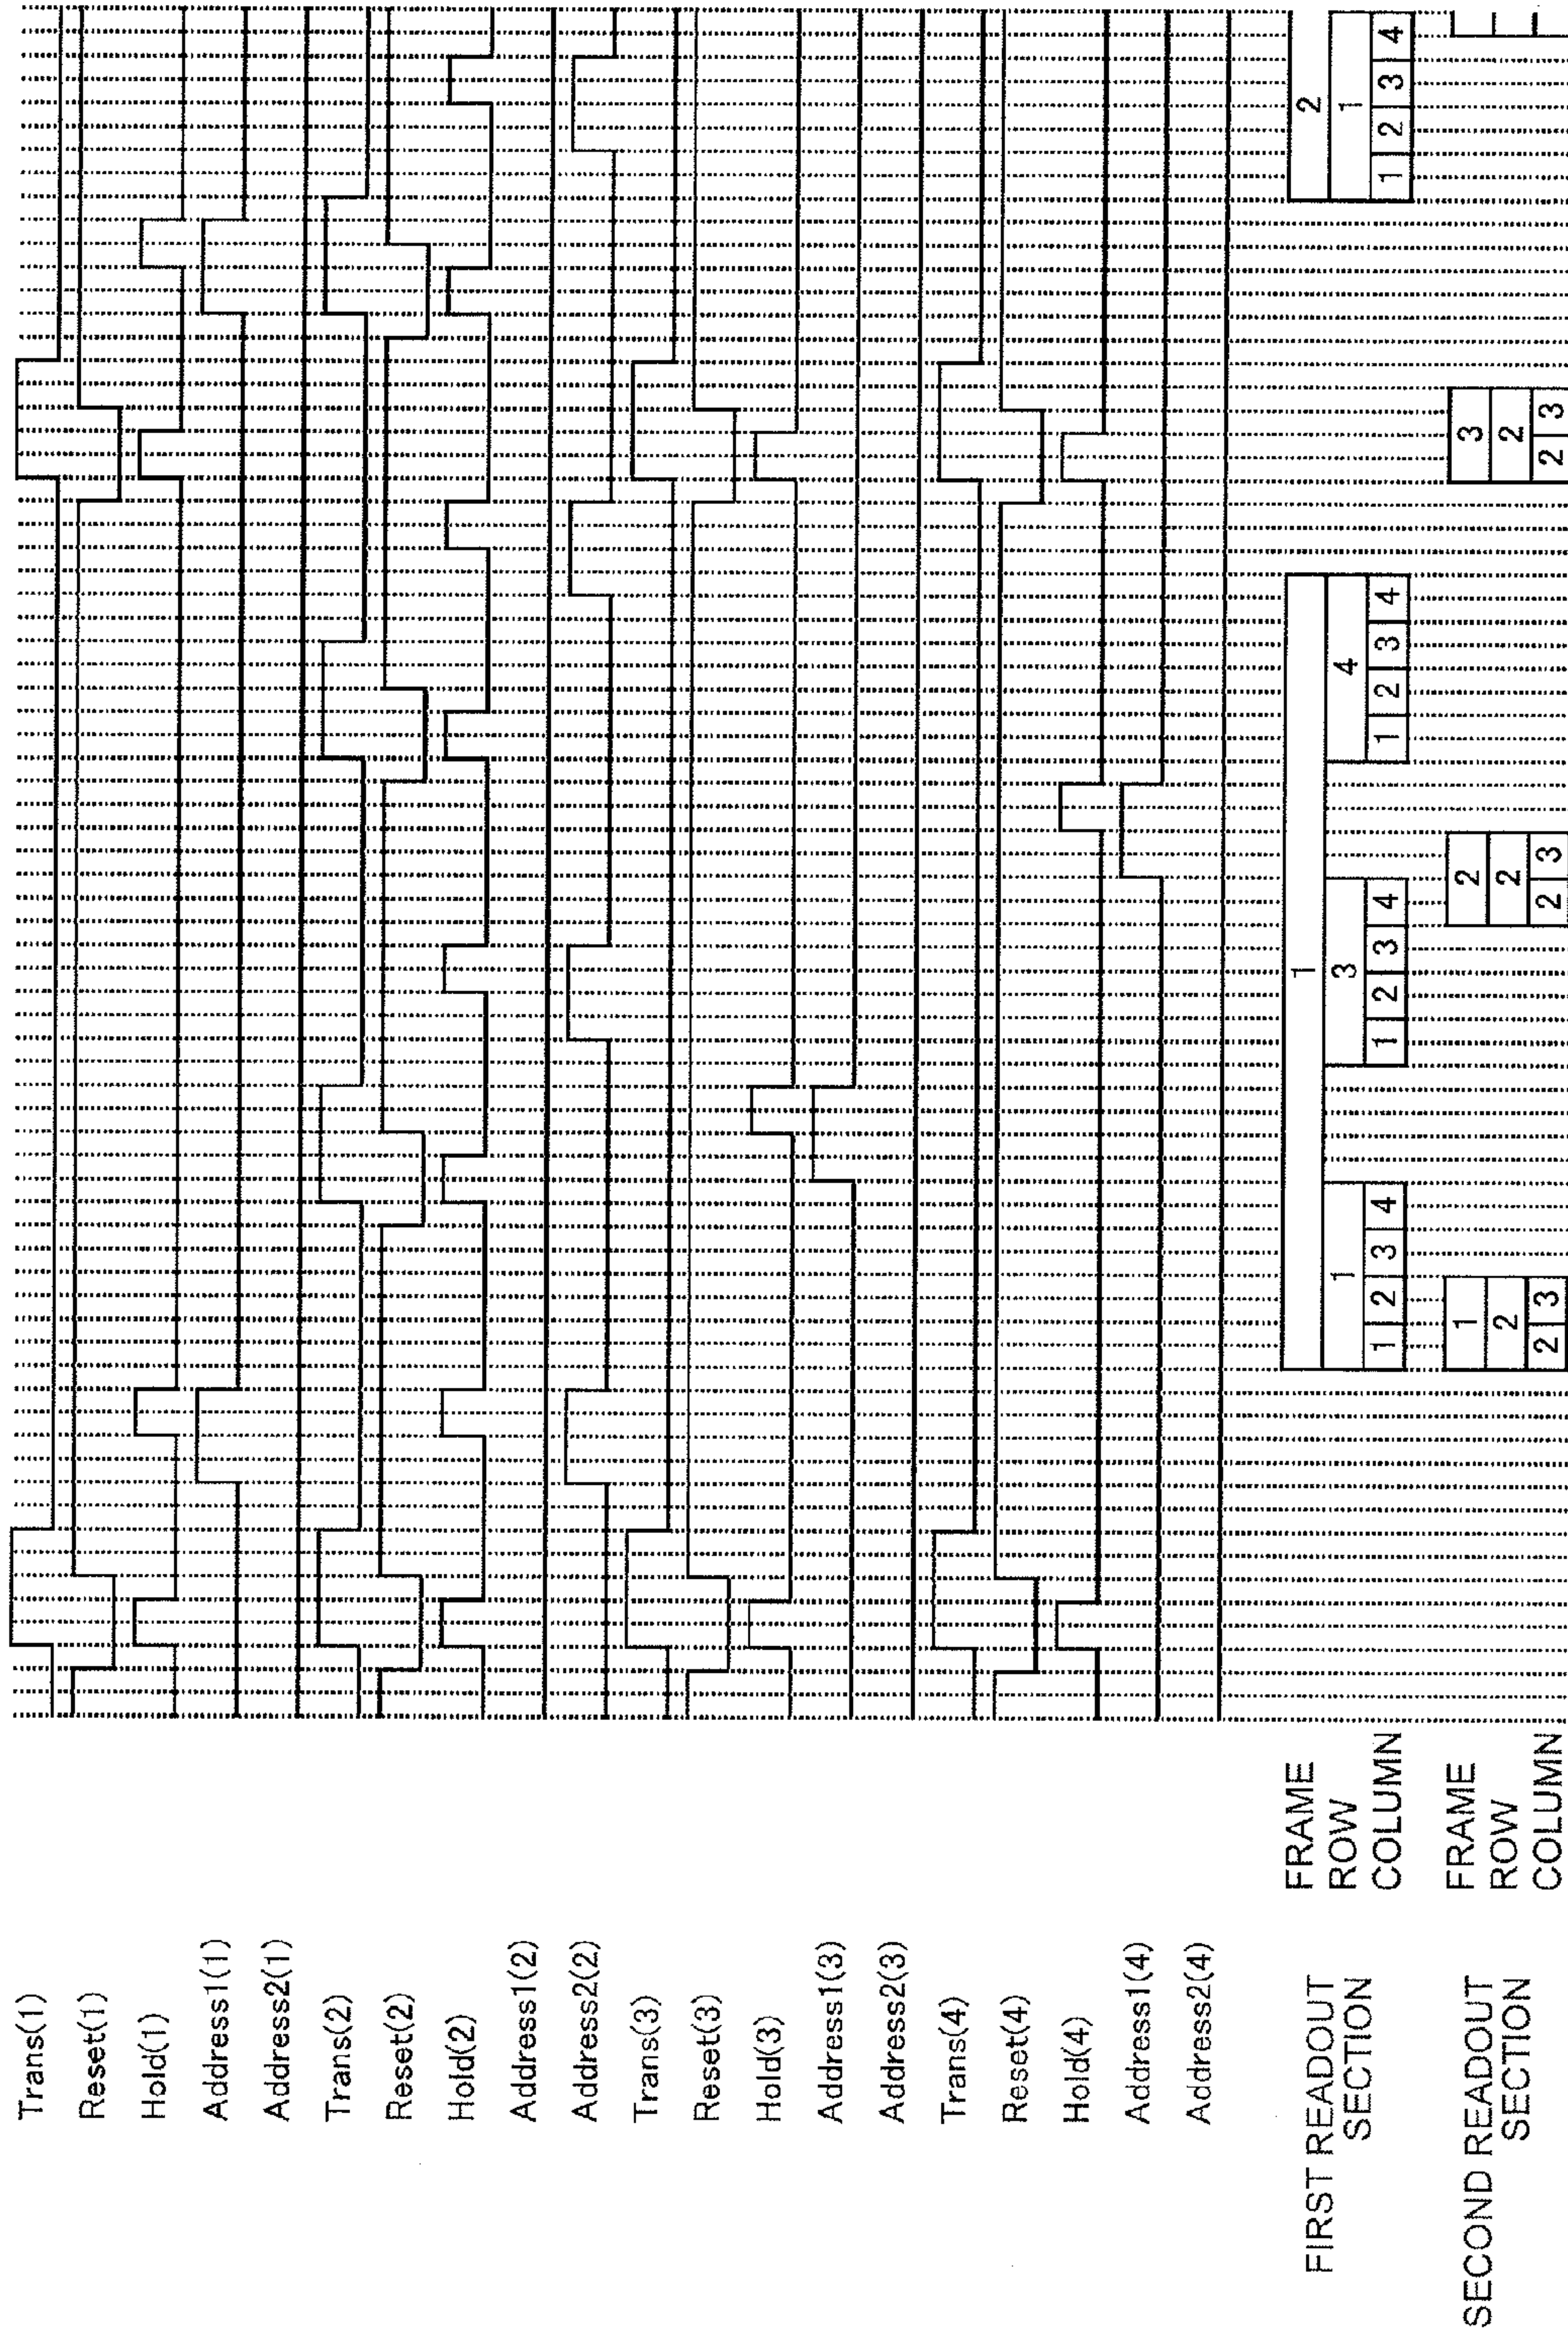 Trans(1)
Reset(1)
Hold(1)
Address1(1)
Address2(1)
Trans(2)
Reset(2)
Hold(2)
Address1(2)
Address2(2)
Trans(3)
Reset(3)
Hold(3)
Address1(3)
Address2(3)
Trans(4)
Reset(4)
Hold(4)
Address1(4)
Address2(4)
FIRST READOUT
SECTION
FRAME 1 2
ROW 1 3 4 1
COLUMN 1 2 3 4 1 2 3 4 1 2 3 4 1 2 3 4
SECOND READOUT
SECTION
FRAME 1 2 3
ROW 2 2 2
COLUMN 2 3 2 3 2 3